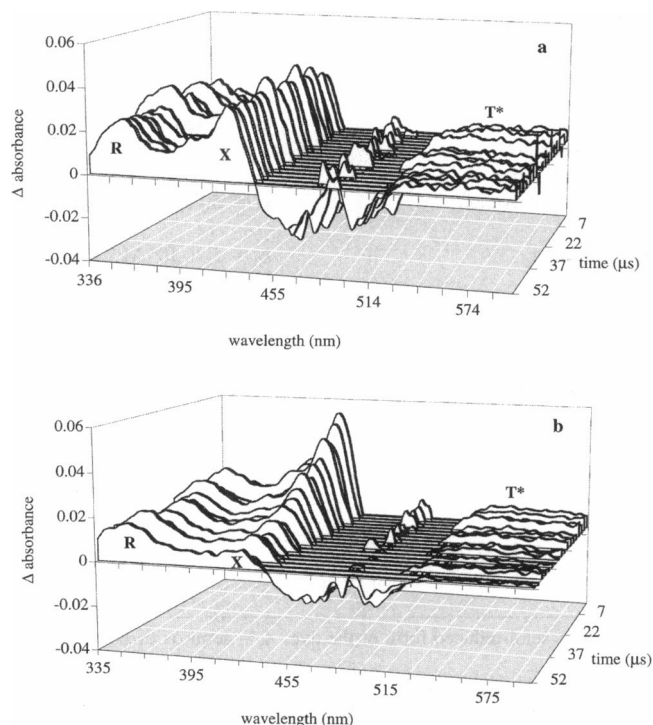 0.06
a
0.04
T*
0.02
R
X
0
Δ absorbance
-0.02
7
22
-0.04
37
time (μs)
336
52
395
455
514
574
wavelength (nm)
0.06
b
0.04
T*
0.02
R
0
X
Δ absorbance
-0.02
7
22
-0.04
37
time (μs)
335
52
395
455
515
575
wavelength (nm)